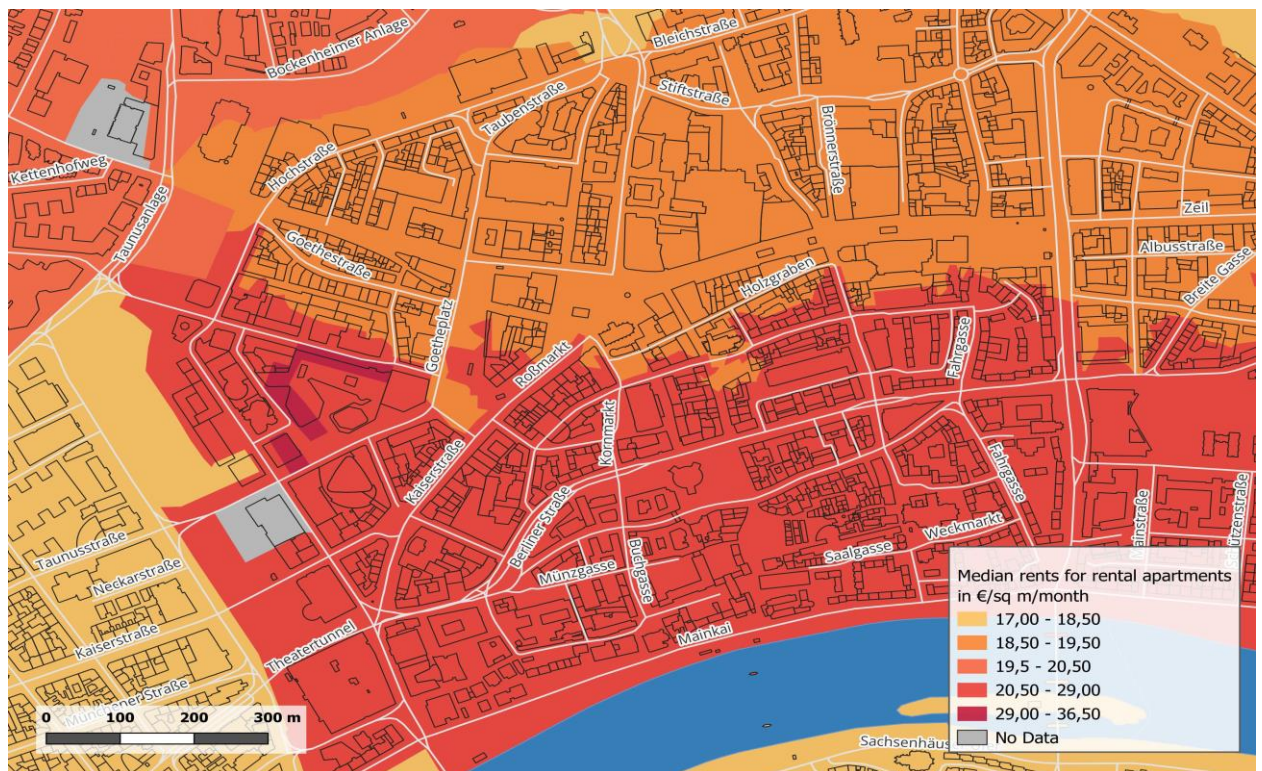 Bockenheimer Anlage
Bleichstraße
Taubenstraße
Stiftstraße
Brönnerstraße
Kettenhofweg
Hochstraße
Taunusanlage
Zeil
Goethestraße
Albusstraße
Breite Gasse
Holzgraben
Goetheplatz
Roßmarkt
Fahrgasse
Kornmarkt
Kaiserstraße
Fahrgasse
Berliner Straße
Taunusstraße
Neckarstraße
Münzgasse
Buchgasse
Saalgasse
Weckmarkt
Mainstraße
Schützenstraße
Kaiserstraße
Theatertunnel
Mainkai
Münchener Straße
0 100 200 300 m
Median rents for rental apartments
in €/sq m/month
17,00 - 18,50
18,50 - 19,50
19,5 - 20,50
20,50 - 29,00
29,00 - 36,50
No Data